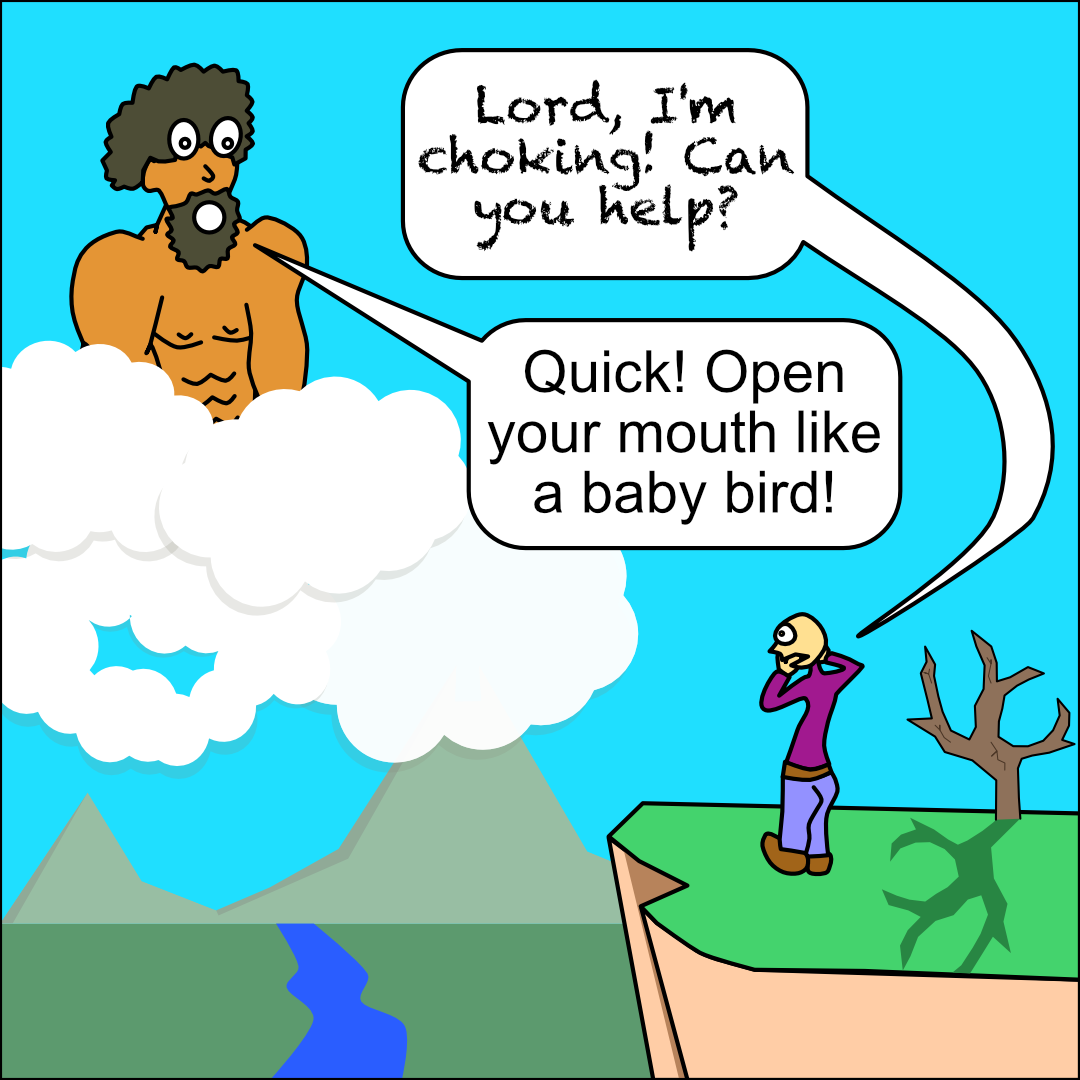 Lord, I'm
choking! Can
you help?
Quick! Open
your mouth like
a baby bird!